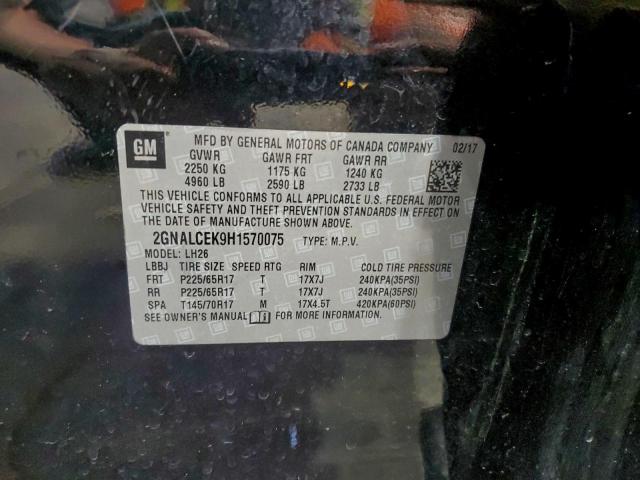 GM
MFD BY GENERAL MOTORS OF CANADA COMPANY 02/17
GVWR GAWR FRT GAWR RR
2250 KG 1175 KG 1240 KG
4960 LB 2590 LB 2733 LB
THIS VEHICLE CONFORMS TO ALL APPLICABLE U.S. FEDERAL MOTOR
VEHICLE SAFETY AND THEFT PREVENTION STANDARDS IN EFFECT ON
THE DATE OF MANUFACTURE SHOWN ABOVE.
2GNALCEK9H1570075 TYPE: M.P.V.
MODEL: LH26
LBBJ TIRE SIZE SPEED RTG RIM COLD TIRE PRESSURE
FRT P225/65R17 T 17X7J 240KPA(35PSI)
RR P225/65R17 T 17X7J 240KPA(35PSI)
SPA T145/70R17 M 17X4.5T 420KPA(60PSI)
SEE OWNER'S MANUAL FOR MORE INFORMATION.